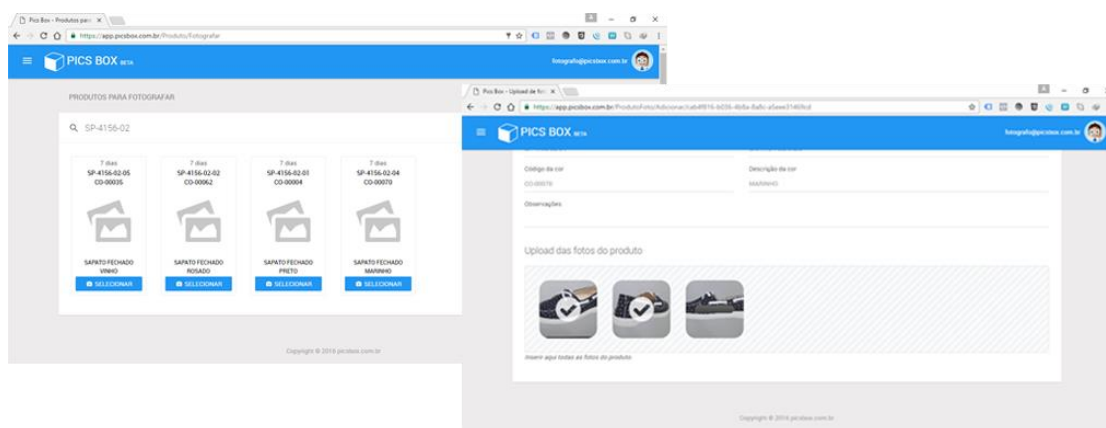 Pics Box - Produtos para
https://app.picsbox.com.br/Produto/Fotografar
PICS BOX BETA
fotografo@picsbox.com.br
PRODUTOS PARA FOTOGRAFAR
SP-4156-02
7 dias
SP-4156-02-05
CO-00035
SAPATO FECHADO
VINHO
SELECIONAR
7 dias
SP-4156-02-02
CO-00062
SAPATO FECHADO
ROSADO
SELECIONAR
7 dias
SP-4156-02-01
CO-00004
SAPATO FECHADO
PRETO
SELECIONAR
7 dias
SP-4156-02-04
CO-00078
SAPATO FECHADO
MARINHO
SELECIONAR
Copyright © 2016 picsbox.com.br
Pics Box - Upload de fot
PICS BOX BETA
fotografo@picsbox.com.br
Código da cor
CO-00078
Descrição da cor
MARINHO
Observações
Upload das fotos do produto
Inserir aqui todas as fotos do produto
Copyright © 2016 picsbox.com.br